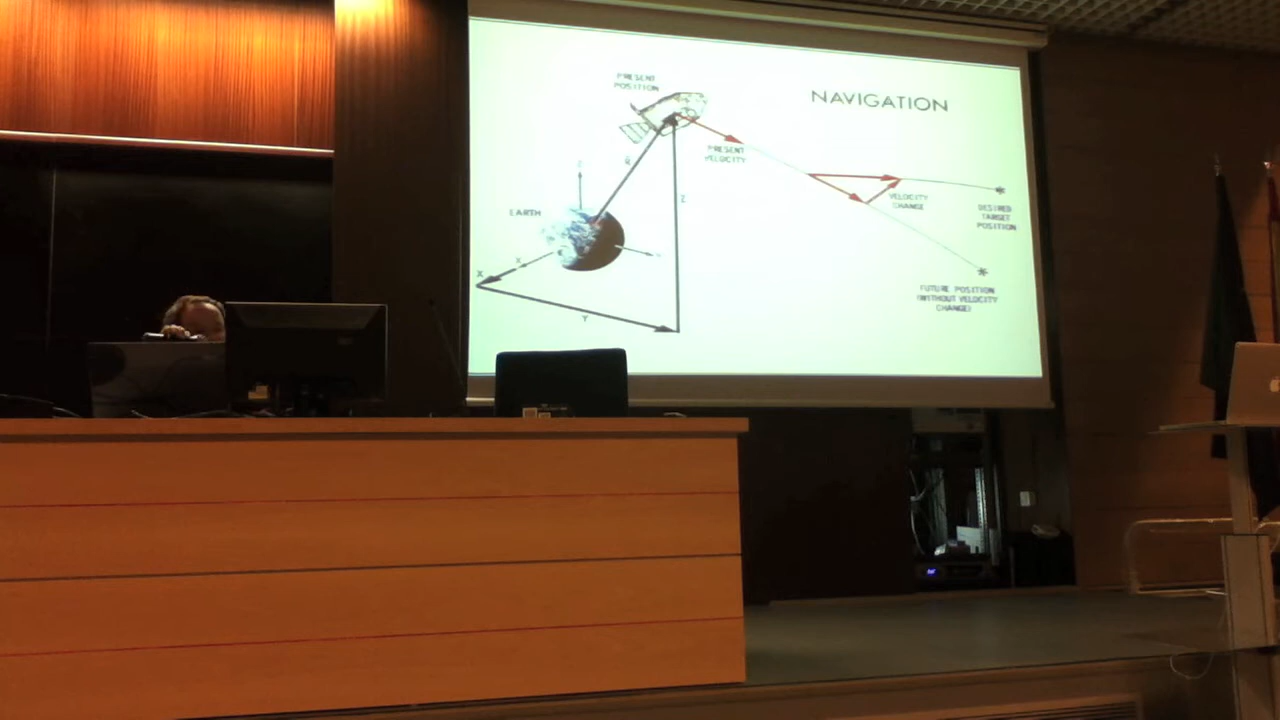 PRESENT
POSITION
NAVIGATION
PRESENT
VELOCITY
R
Z
EARTH
VELOCITY
CHANGE
DESIRED
TARGET
POSITION
X
X
FUTURE POSITION
(WITHOUT VELOCITY
CHANGE)
Y